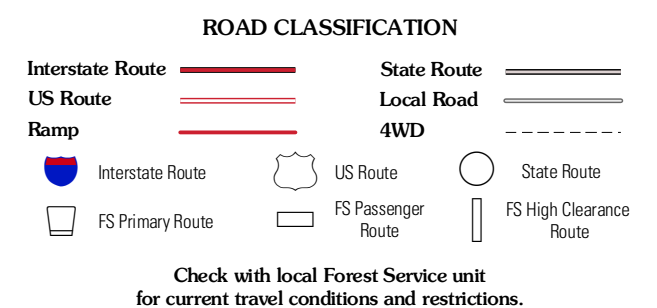 ROAD CLASSIFICATION
Interstate Route
State Route
US Route
Local Road
Ramp
4WD
Interstate Route
US Route
State Route
FS Primary Route
FS Passenger
Route
FS High Clearance
Route
Check with local Forest Service unit
for current travel conditions and restrictions.